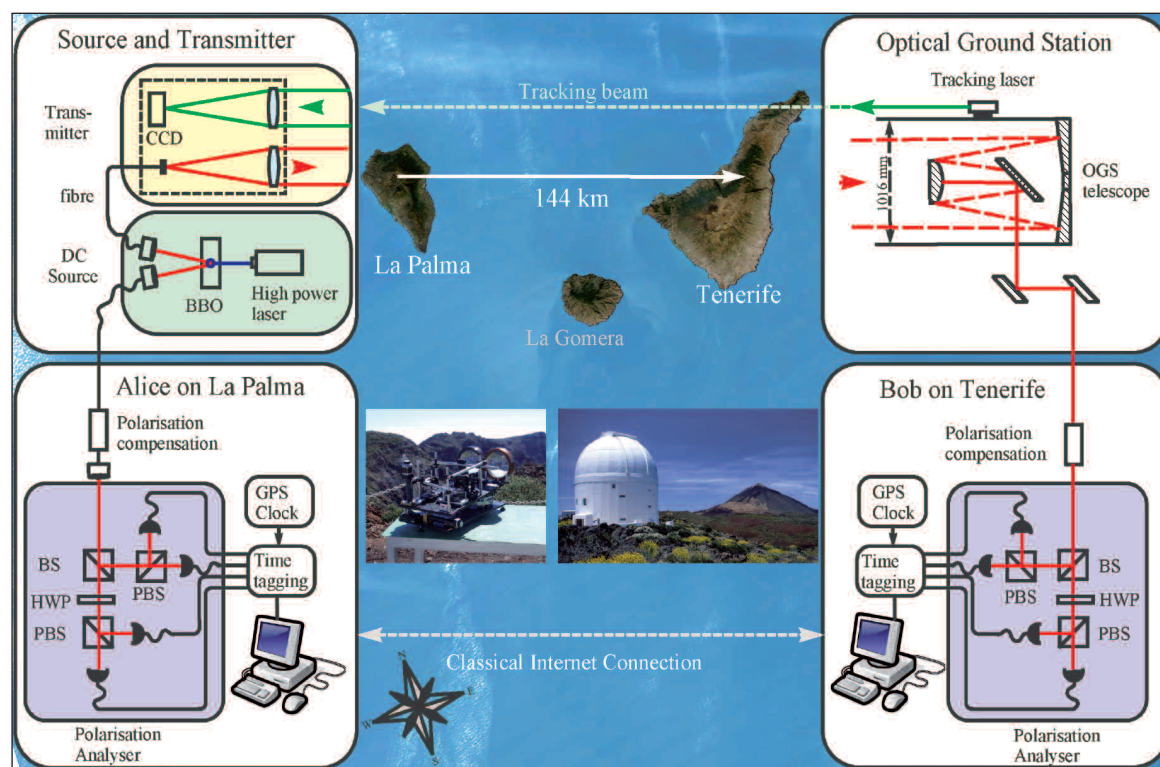 Source and Transmitter
Trans-
mitter
CCD
fibre
DC
Source
BBO
High power
laser
Tracking beam
144 km
La Palma
Tenerife
La Gomera
Optical Ground Station
Tracking laser
1016 mm
OGS
telescope
Alice on La Palma
Polarisation
compensation
GPS
Clock
Time
tagging
BS
PBS
HWP
PBS
Polarisation
Analyser
Classical Internet Connection
N
E
W
S
Bob on Tenerife
Polarisation
compensation
GPS
Clock
Time
tagging
BS
PBS
HWP
PBS
Polarisation
Analyser